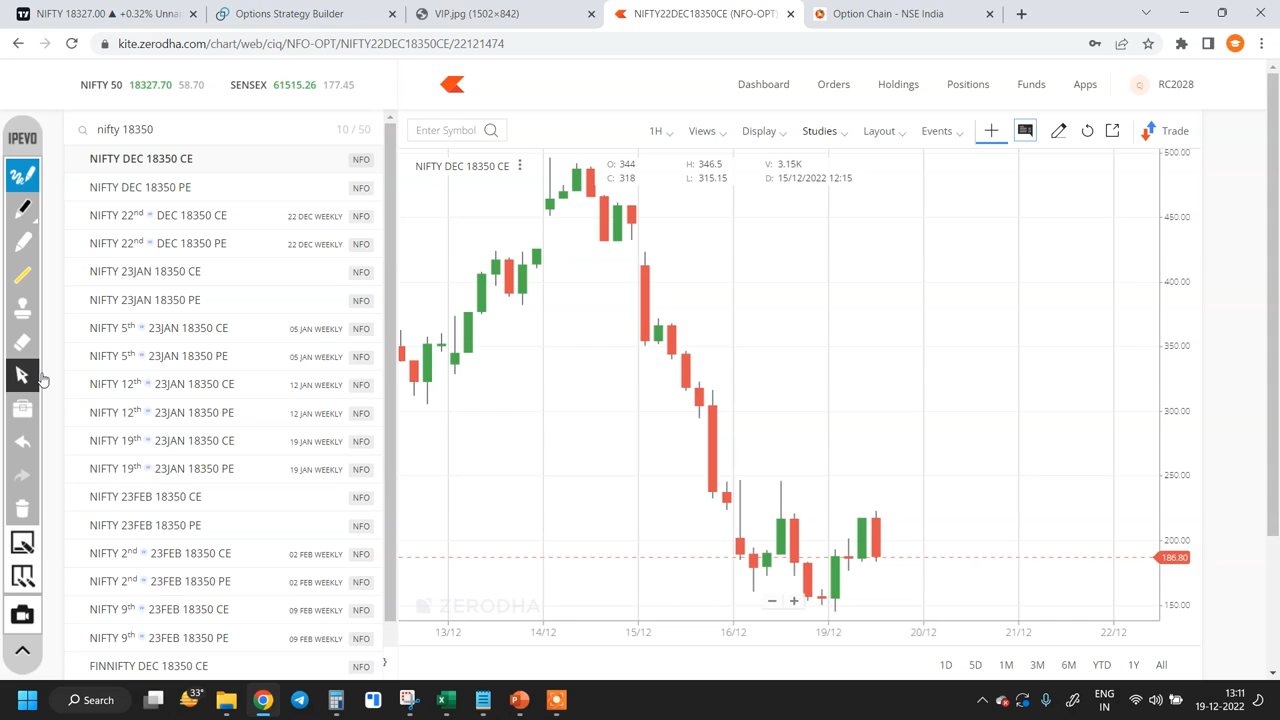 NIFTY 18327.00 ▲ +0.32% Unnar
Options Strategy Builder
VIP.jpg (1502×842)
NIFTY22DEC18350CE (NFO-OPT)
Option Chain - NSE India
kite.zerodha.com/chart/web/ciq/NFO-OPT/NIFTY22DEC18350CE/22121474
NIFTY 50 18327.70 58.70 SENSEX 61515.26 177.45
Dashboard Orders Holdings Positions Funds Apps RC2028
IPEVO
nifty 18350 10 / 50
Enter Symbol 1H Views Display Studies Layout Events Trade
NIFTY DEC 18350 CE NFO
NIFTY DEC 18350 PE NFO
NIFTY 22nd w DEC 18350 CE 22 DEC WEEKLY NFO
NIFTY 22nd w DEC 18350 PE 22 DEC WEEKLY NFO
NIFTY 23JAN 18350 CE NFO
NIFTY 23JAN 18350 PE NFO
NIFTY 5th w 23JAN 18350 CE 05 JAN WEEKLY NFO
NIFTY 5th w 23JAN 18350 PE 05 JAN WEEKLY NFO
NIFTY 12th w 23JAN 18350 CE 12 JAN WEEKLY NFO
NIFTY 12th w 23JAN 18350 PE 12 JAN WEEKLY NFO
NIFTY 19th w 23JAN 18350 CE 19 JAN WEEKLY NFO
NIFTY 19th w 23JAN 18350 PE 19 JAN WEEKLY NFO
NIFTY 23FEB 18350 CE NFO
NIFTY 23FEB 18350 PE NFO
NIFTY 2nd w 23FEB 18350 CE 02 FEB WEEKLY NFO
NIFTY 2nd w 23FEB 18350 PE 02 FEB WEEKLY NFO
NIFTY 9th w 23FEB 18350 CE 09 FEB WEEKLY NFO
NIFTY 9th w 23FEB 18350 PE 09 FEB WEEKLY NFO
FINNIFTY DEC 18350 CE NFO
NIFTY DEC 18350 CE
O: 344 H: 346.5 V: 3.15K
C: 318 L: 315.15 D: 15/12/2022 12:15
500.00
450.00
400.00
350.00
300.00
250.00
200.00
186.80
150.00
ZERODHA
13/12 14/12 15/12 16/12 19/12 20/12 21/12 22/12
1D 5D 1M 3M 6M YTD 1Y All
Search
33°
ENG
IN
13:11
19-12-2022